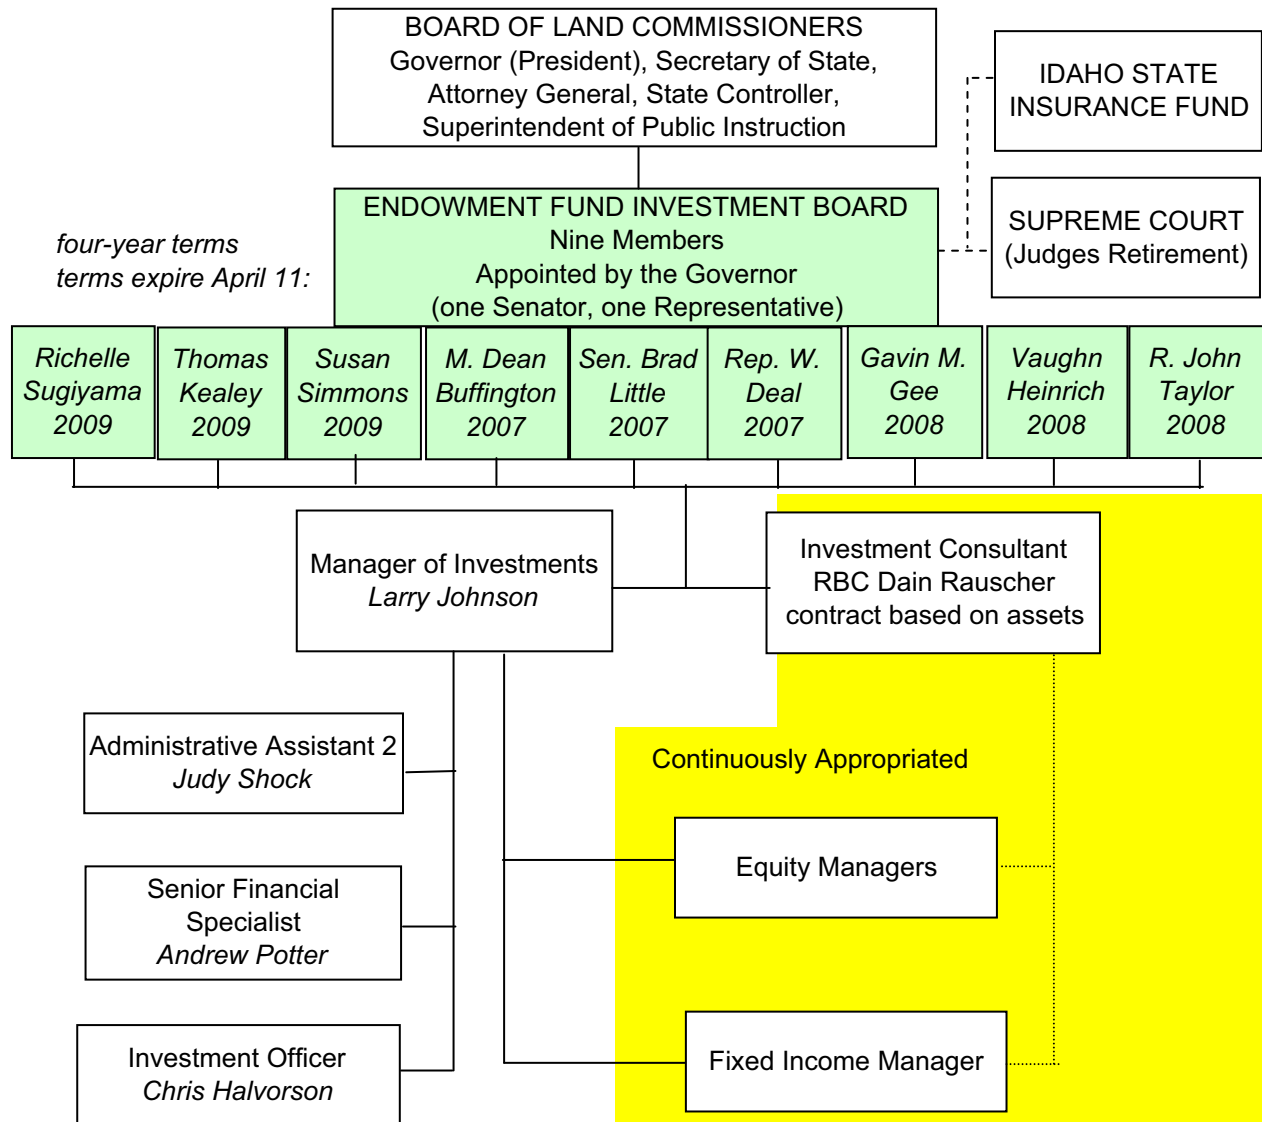 BOARD OF LAND COMMISSIONERS
Governor (President), Secretary of State,
Attorney General, State Controller,
Superintendent of Public Instruction
IDAHO STATE
INSURANCE FUND
ENDOWMENT FUND INVESTMENT BOARD
Nine Members
Appointed by the Governor
(one Senator, one Representative)
SUPREME COURT
(Judges Retirement)
four-year terms
terms expire April 11:
Richelle
Sugiyama
2009
Thomas
Kealey
2009
Susan
Simmons
2009
M. Dean
Buffington
2007
Sen. Brad
Little
2007
Rep. W.
Deal
2007
Gavin M.
Gee
2008
Vaughn
Heinrich
2008
R. John
Taylor
2008
Manager of Investments
Larry Johnson
Investment Consultant
RBC Dain Rauscher
contract based on assets
Administrative Assistant 2
Judy Shock
Continuously Appropriated
Senior Financial
Specialist
Andrew Potter
Equity Managers
Investment Officer
Chris Halvorson
Fixed Income Manager